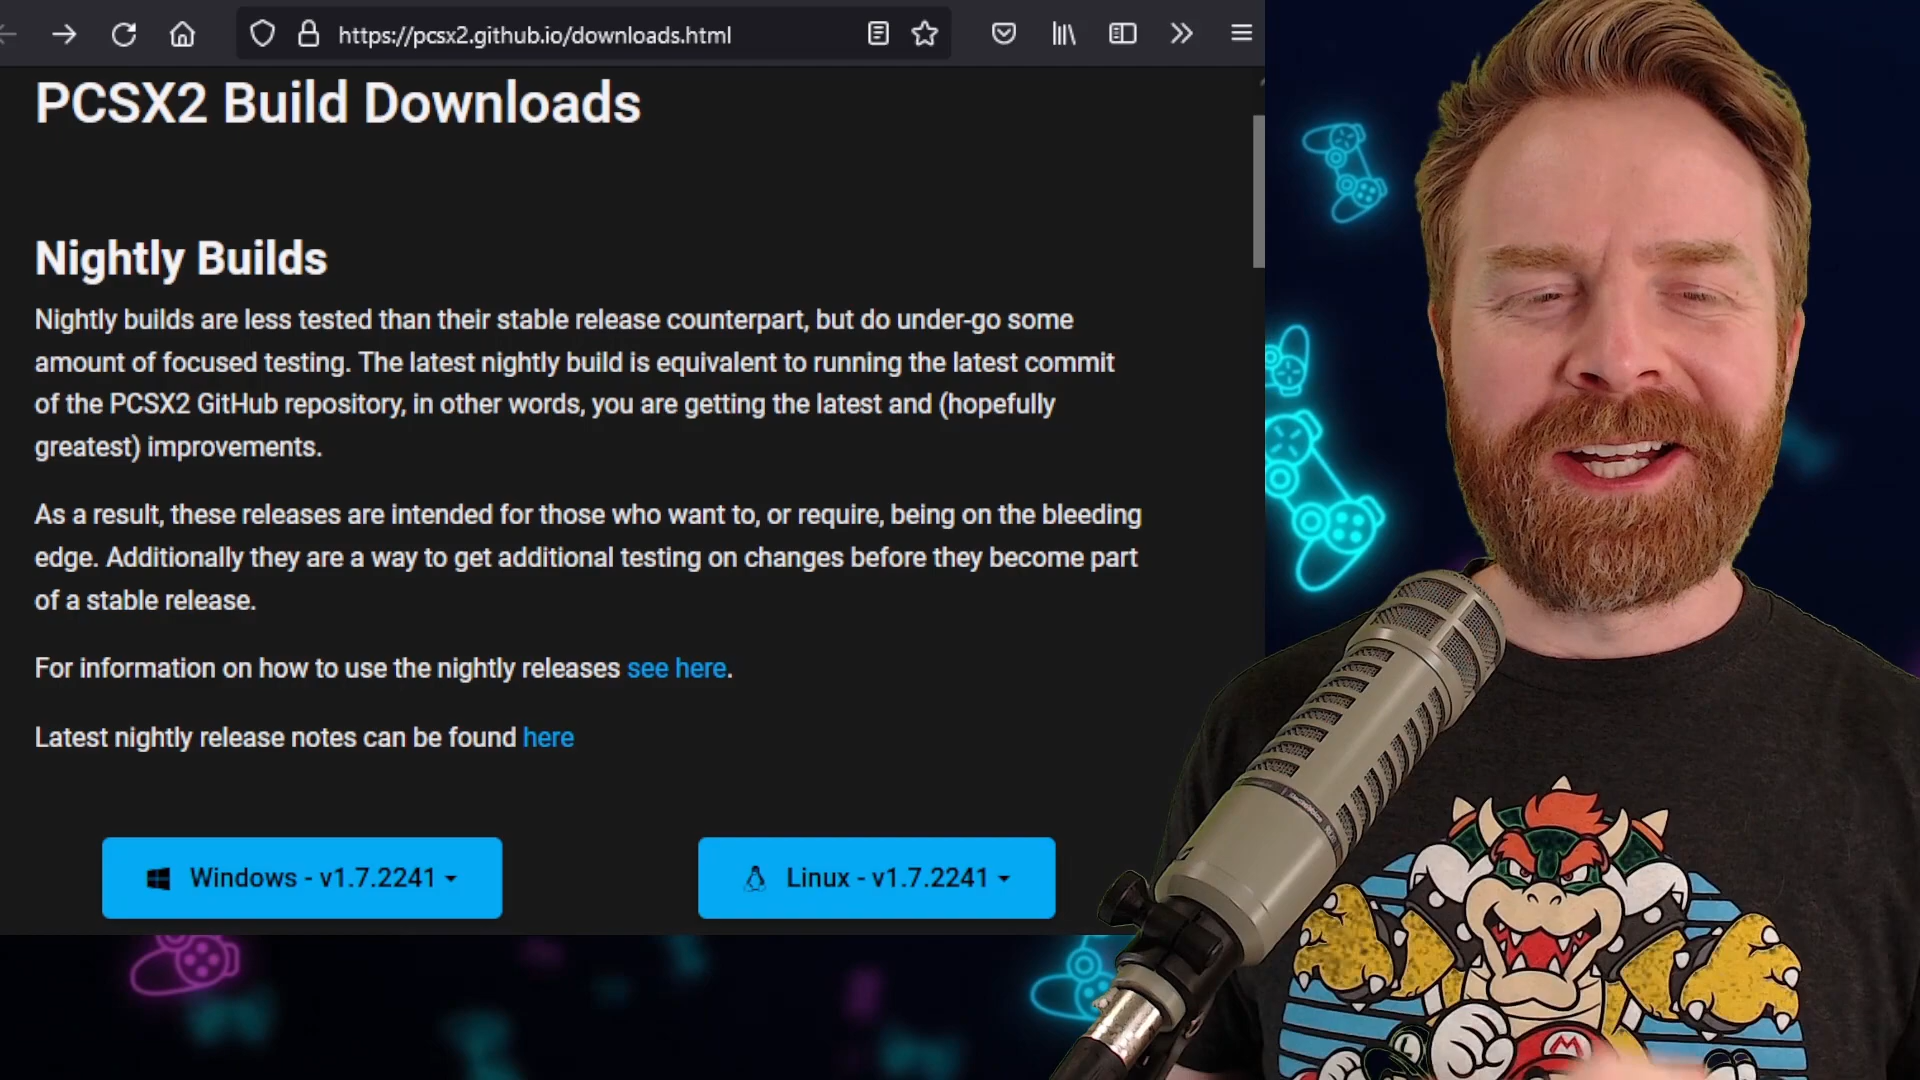 https://pcsx2.github.io/downloads.html
PCSX2 Build Downloads
Nightly Builds
Nightly builds are less tested than their stable release counterpart, but do under-go some
amount of focused testing. The latest nightly build is equivalent to running the latest commit
of the PCSX2 GitHub repository, in other words, you are getting the latest and (hopefully
greatest) improvements.
As a result, these releases are intended for those who want to, or require, being on the bleeding
edge. Additionally they are a way to get additional testing on changes before they become part
of a stable release.
For information on how to use the nightly releases see here.
Latest nightly release notes can be found here
Windows - v1.7.2241
Linux - v1.7.2241
M
L